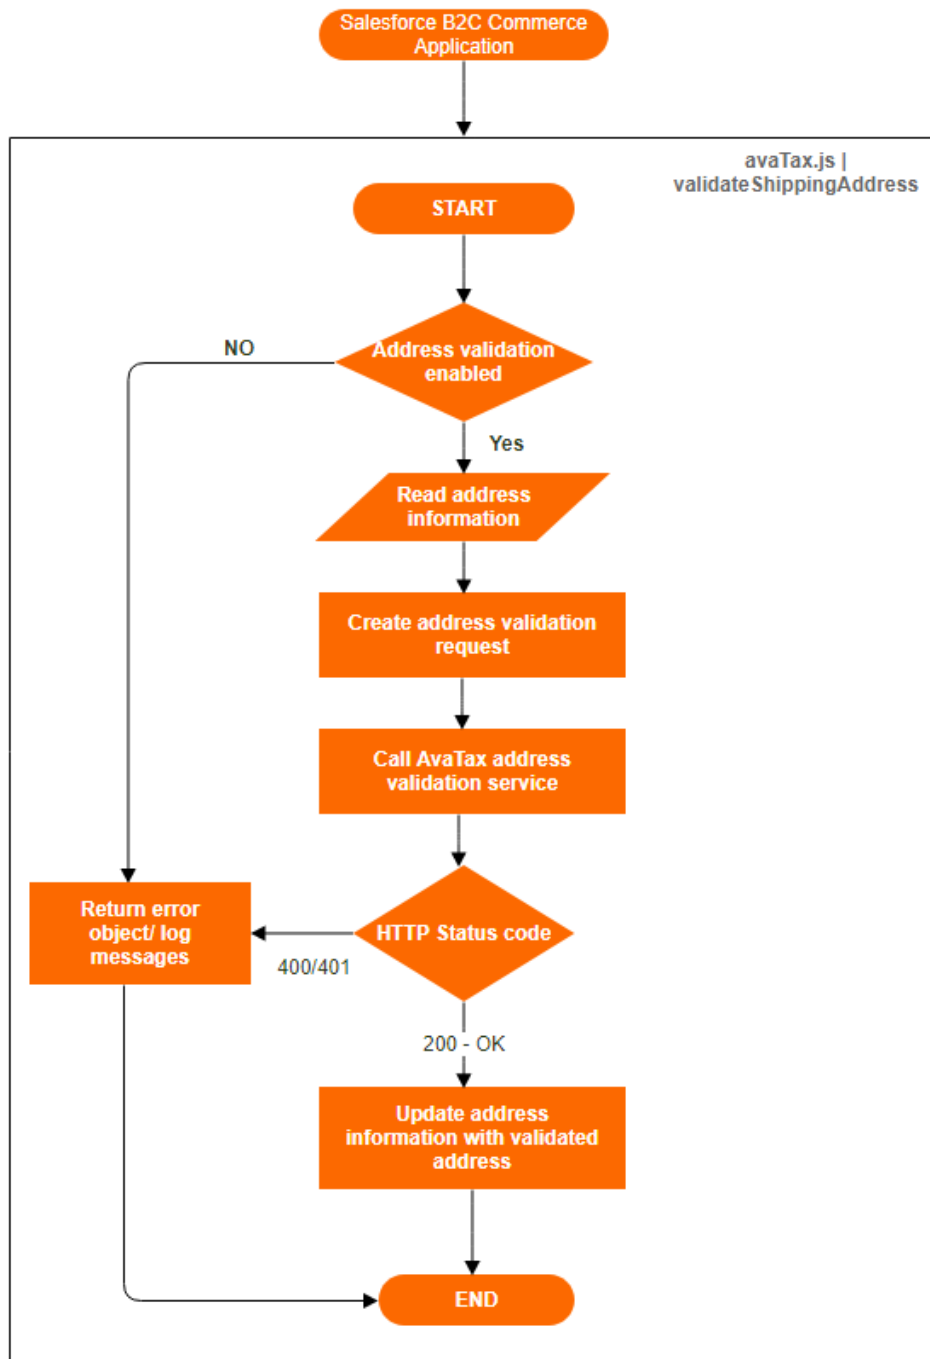 Salesforce B2C Commerce
Application
avaTax.js |
validateShippingAddress
START
Address validation
enabled
NO
Yes
Read address
information
Create address validation
request
Call AvaTax address
validation service
HTTP Status code
Return error
object/ log
messages
400/401
200 - OK
Update address
information with validated
address
END